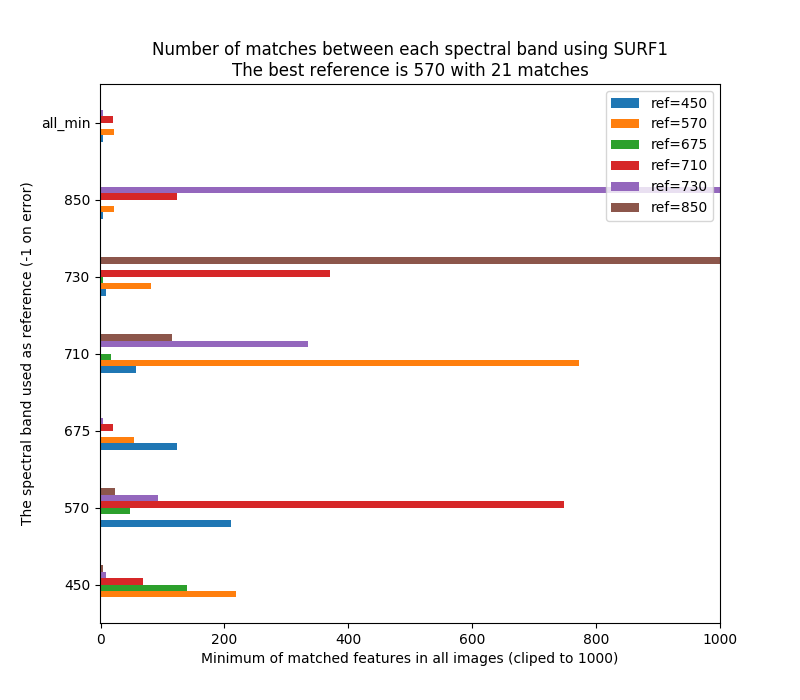 Number of matches between each spectral band using SURF1
The best reference is 570 with 21 matches
ref=450
ref=570
ref=675
ref=710
ref=730
ref=850
The spectral band used as reference (-1 on error)
all_min
850
730
710
675
570
450
0 200 400 600 800 1000
Minimum of matched features in all images (cliped to 1000)